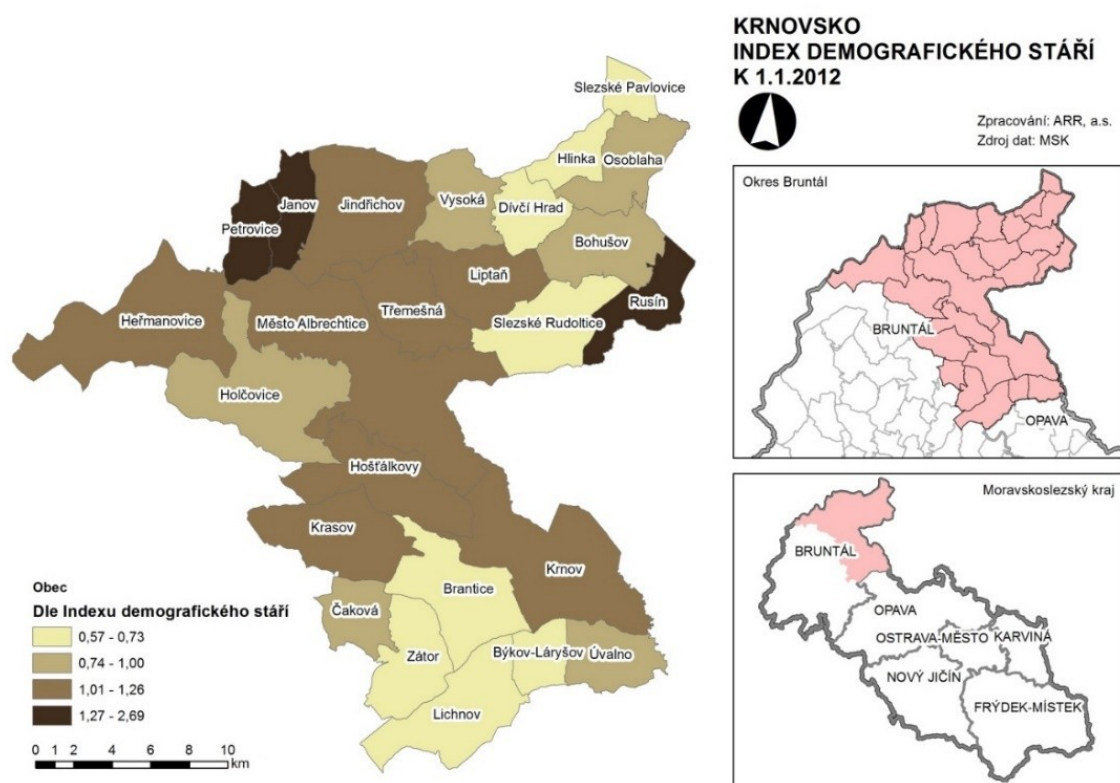 KRNOVSKO
INDEX DEMOGRAFICKÉHO STÁŘÍ
K 1.1.2012
Zpracování: ARR, a.s.
Zdroj dat: MSK
Slezské Pavlovice
Hlinka
Osoblaha
Janov
Jindřichov
Vysoká
Dívčí Hrad
Petrovice
Bohušov
Liptaň
Rusín
Heřmanovice
Město Albrechtice
Třemešná
Slezské Rudoltice
Holčovice
Hošťálkovy
Krasov
Krnov
Brantice
Čaková
Zátor
Býkov-Láryšov
Úvalno
Lichnov
Obec
Dle Indexu demografického stáří
0,57 - 0,73
0,74 - 1,00
1,01 - 1,26
1,27 - 2,69
0 1 2 4 6 8 10
km
Okres Bruntál
BRUNTÁL
OPAVA
Moravskoslezský kraj
BRUNTÁL
OPAVA
OSTRAVA-MĚSTO
KARVINÁ
NOVÝ JIČÍN
FRÝDEK-MÍSTEK